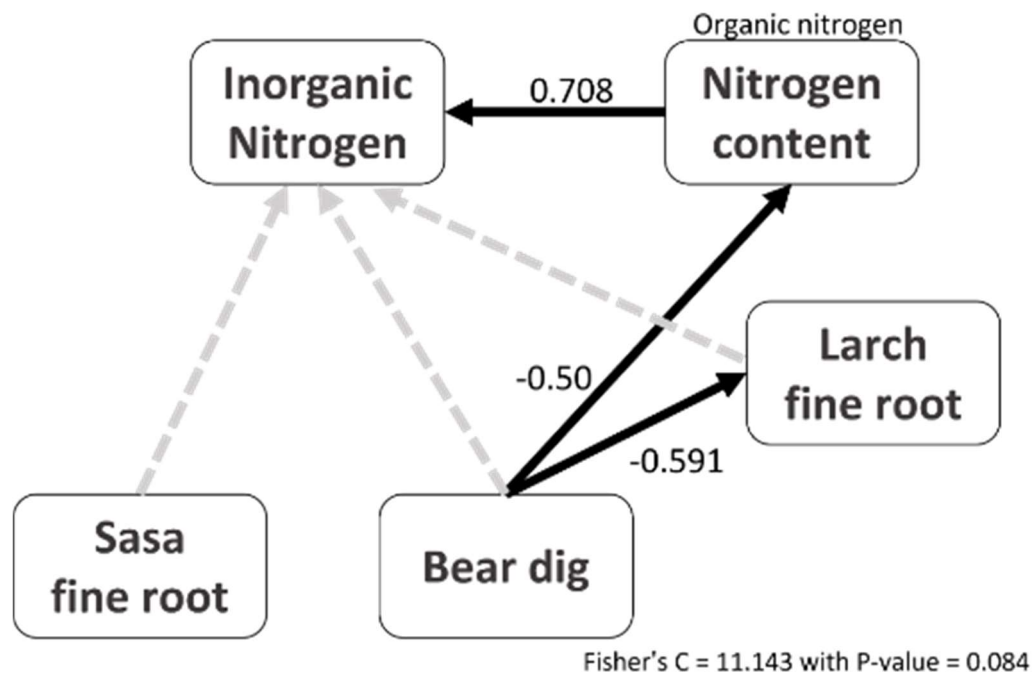 Organic nitrogen
Inorganic
Nitrogen
0.708
Nitrogen
content
Larch
fine root
-0.50
-0.591
Sasa
fine root
Bear dig
Fisher's C = 11.143 with P-value = 0.084